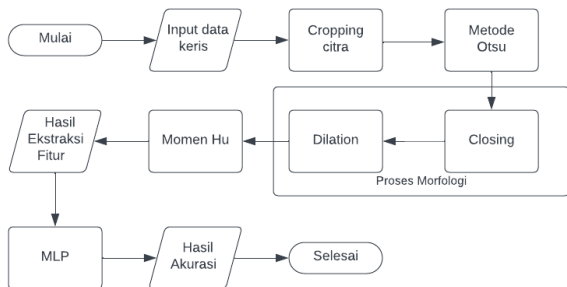 Mulai
Input data
keris
Cropping
citra
Metode
Otsu
Closing
Dilation
Proses Morfologi
Momen Hu
Hasil
Ekstraksi
Fitur
MLP
Hasil
Akurasi
Selesai